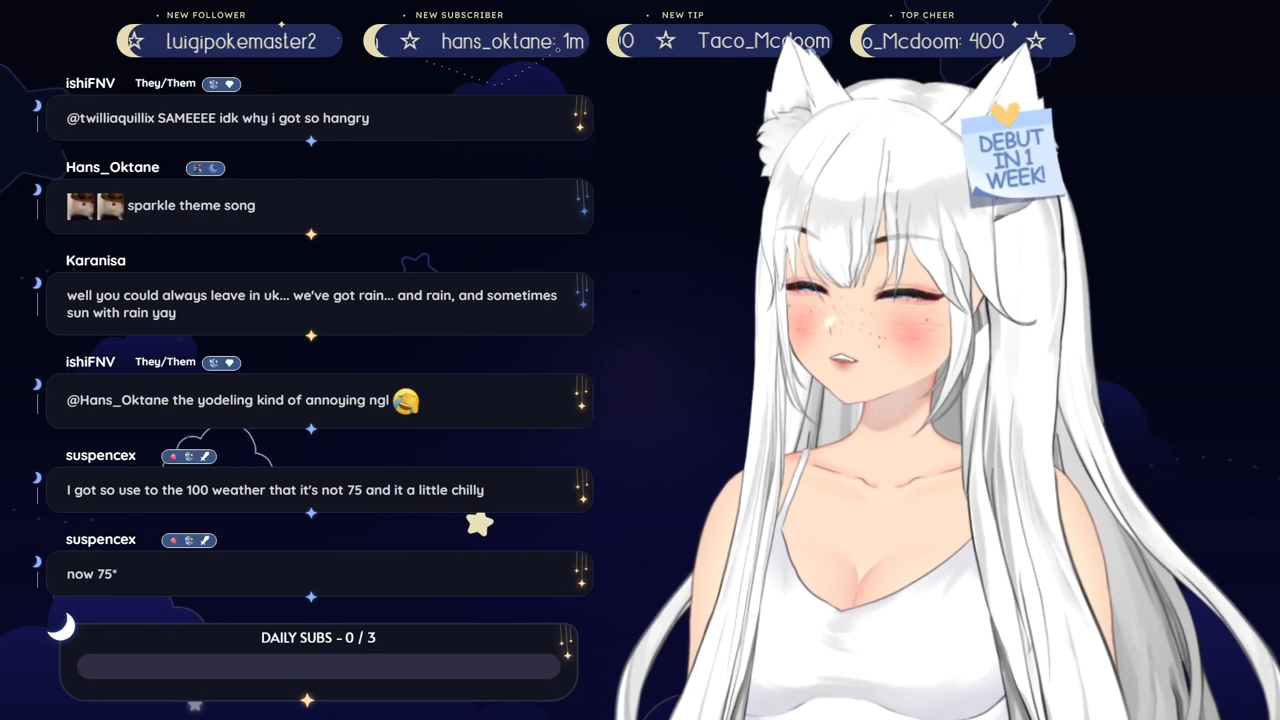 NEW FOLLOWER
NEW SUBSCRIBER
NEW TIP
TOP CHEER
luigipokemaster2
hans_oktane: 1m
Taco_Mcdoom
o_Mcdoom: 400
ishiFNV They/Them
@twilliaquillix SAMEEEE idk why i got so hangry
Hans_Oktane
sparkle theme song
Karanisa
well you could always leave in uk... we've got rain... and rain, and sometimes
sun with rain yay
ishiFNV They/Them
@Hans_Oktane the yodeling kind of annoying ngl
suspencex
I got so use to the 100 weather that it's not 75 and it a little chilly
suspencex
now 75*
DAILY SUBS - 0 / 3
DEBUT
IN 1
WEEK!